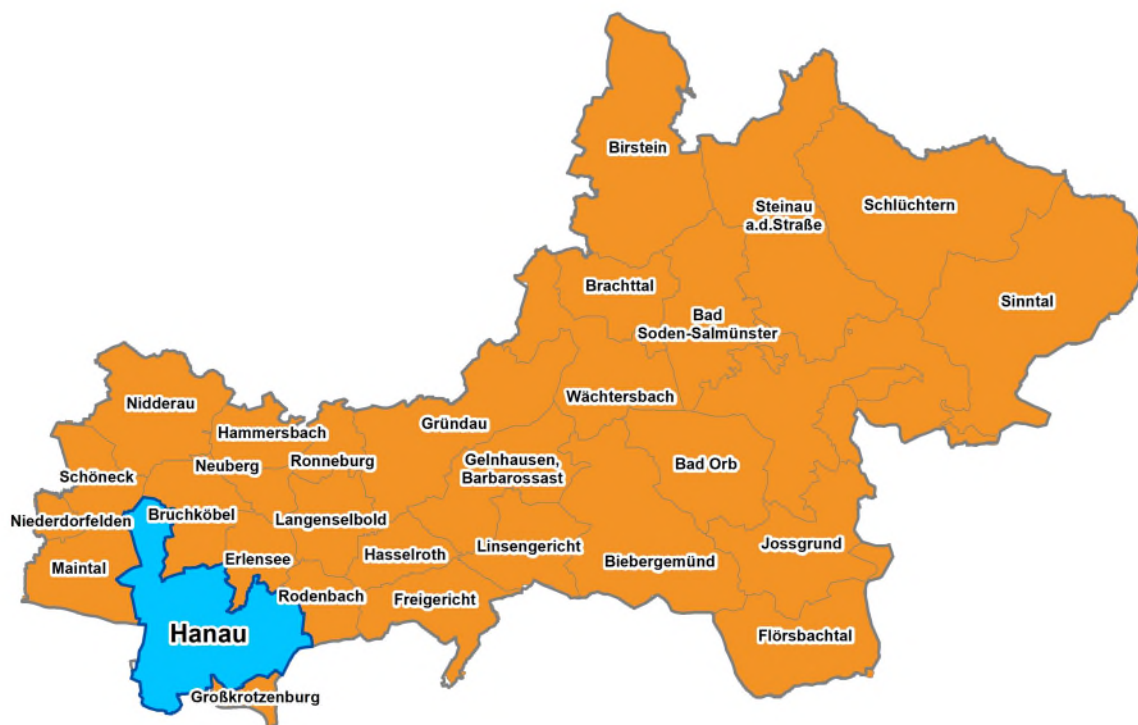 Birstein
Steinau
a.d.Straße
Schlüchtern
Brachttal
Sinntal
Bad
Soden-Salmünster
Wächtersbach
Nidderau
Gründau
Hammersbach
Gelnhausen,
Barbarossast
Neuberg
Ronneburg
Bad Orb
Schöneck
Niederdorfelden
Bruchköbel
Langenselbold
Linsengericht
Jossgrund
Hasselroth
Maintal
Erlensee
Biebergemünd
Rodenbach
Freigericht
Hanau
Flörsbachtal
Großkrotzenburg